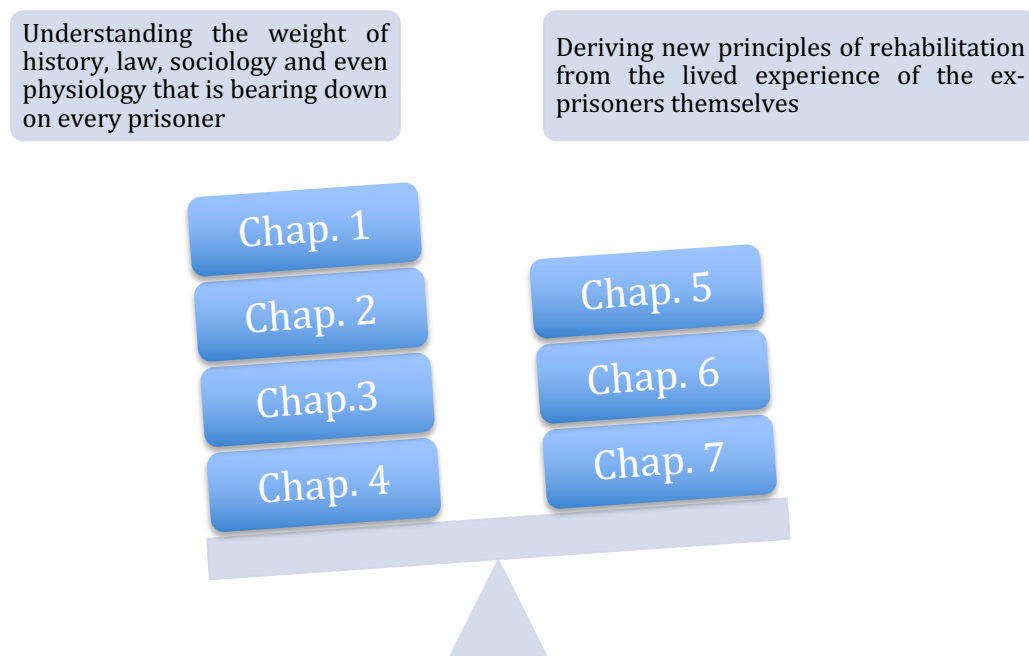 Understanding the weight of
history, law, sociology and even
physiology that is bearing down
on every prisoner
Deriving new principles of rehabilitation
from the lived experience of the ex-
prisoners themselves
Chap. 1
Chap. 2
Chap.3
Chap. 4
Chap. 5
Chap. 6
Chap. 7